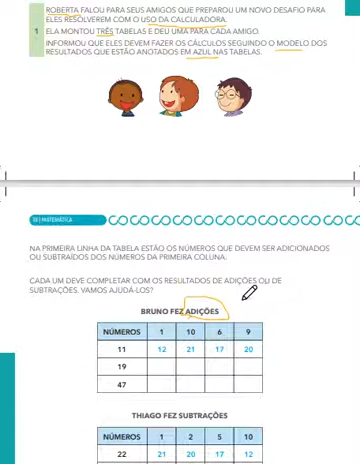 ROBERTA FALOU PARA SEUS AMIGOS QUE PREPAROU UM NOVO DESAFIO PARA
ELES RESOLVEREM COM O USO DA CALCULADORA.
1 ELA MONTOU TRÊS TABELAS E DEU UMA PARA CADA AMIGO.
INFORMOU QUE ELES DEVEM FAZER OS CÁLCULOS SEGUINDO O MODELO DOS
RESULTADOS QUE ESTÃO ANOTADOS EM AZUL NAS TABELAS.
MATEMÁTICA
NA PRIMEIRA LINHA DA TABELA ESTÃO OS NÚMEROS QUE DEVEM SER ADICIONADOS
OU SUBTRAÍDOS DOS NÚMEROS DA PRIMEIRA COLUNA.
CADA UM DEVE COMPLETAR COM OS RESULTADOS DE ADIÇÕES OU DE
SUBTRAÇÕES. VAMOS AJUDÁ-LOS?
BRUNO FEZ ADIÇÕES
NÚMEROS 1 10 6 9
11 12 21 17 20
19
47
THIAGO FEZ SUBTRAÇÕES
NÚMEROS 1 2 5 10
22 21 20 17 12